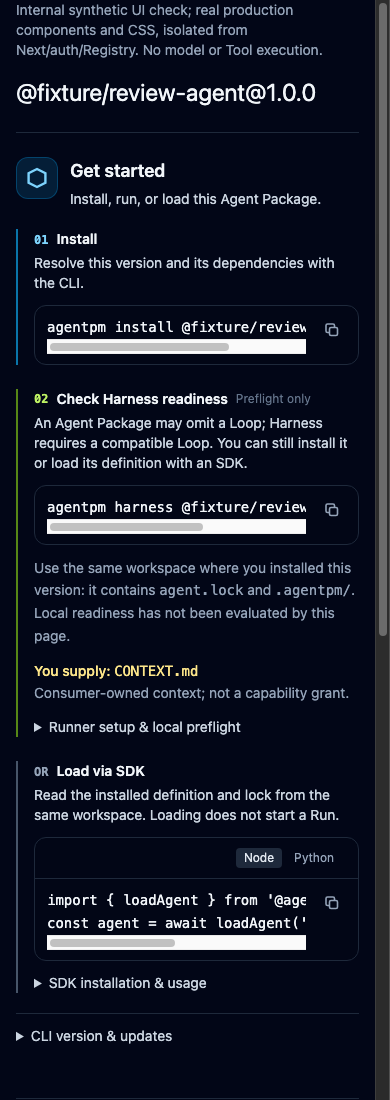 Internal synthetic UI check; real production
components and CSS, isolated from
Next/auth/Registry. No model or Tool execution.
@fixture/review-agent@1.0.0
Get started
Install, run, or load this Agent Package.
01 Install
Resolve this version and its dependencies with
the CLI.
agentpm install @fixture/review
02 Check Harness readiness Preflight only
An Agent Package may omit a Loop; Harness
requires a compatible Loop. You can still install it
or load its definition with an SDK.
agentpm harness @fixture/review
Use the same workspace where you installed this
version: it contains agent.lock and .agentpm/.
Local readiness has not been evaluated by this
page.
You supply: CONTEXT.md
Consumer-owned context; not a capability grant.
Runner setup & local preflight
OR Load via SDK
Read the installed definition and lock from the
same workspace. Loading does not start a Run.
Node Python
import { loadAgent } from '@age
const agent = await loadAgent('
SDK installation & usage
CLI version & updates